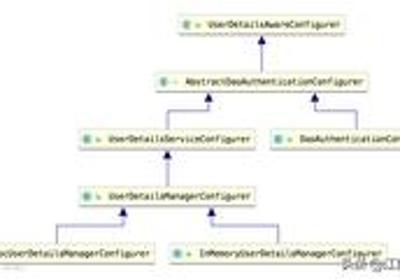 UserDetailsAwareConfigurer
AbstractDaoAuthenticationConfigurer
UserDetailsServiceConfigurer
DaoAuthenticationCon
UserDetailsManagerConfigurer
UserDetailsManagerConfigurer
InMemoryUserDetailsManagerConfigurer